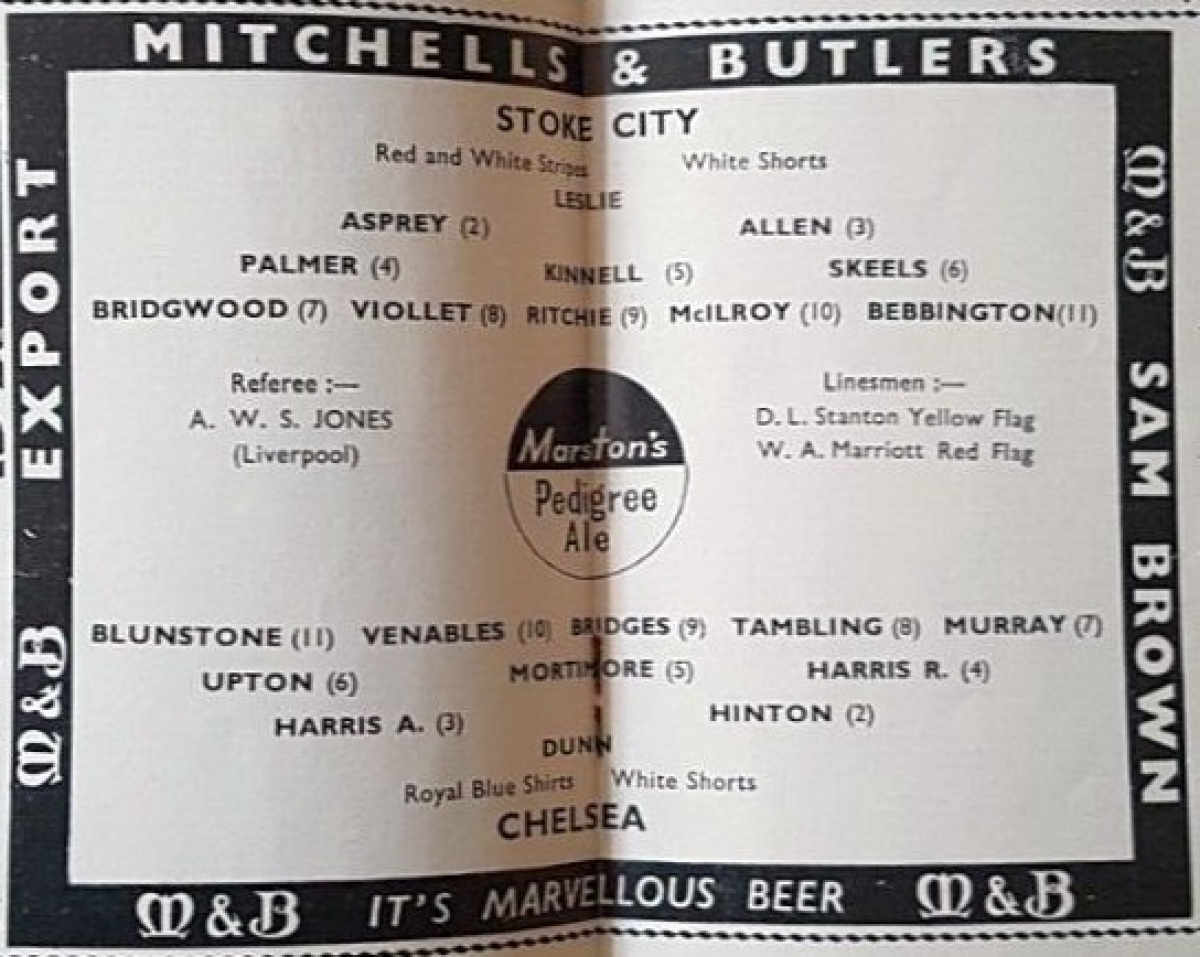 MITCHELLS & BUTLERS
M&B EXPORT
M&B SAM BROWN
STOKE CITY
Red and White Stripes White Shorts
LESLIE
ASPREY (2) ALLEN (3)
PALMER (4) KINNELL (5) SKEELS (6)
BRIDGWOOD (7) VIOLLET (8) RITCHIE (9) McILROY (10) BEBBINGTON(11)
Referee :— Linesmen :—
A. W. S. JONES D. L. Stanton Yellow Flag
(Liverpool) W. A. Marriott Red Flag
Marston's
Pedigree
Ale
BLUNSTONE (11) VENABLES (10) BRIDGES (9) TAMBLING (8) MURRAY (7)
UPTON (6) MORTIMORE (5) HARRIS R. (4)
HARRIS A. (3) HINTON (2)
DUNN
Royal Blue Shirts White Shorts
CHELSEA
M&B IT'S MARVELLOUS BEER M&B